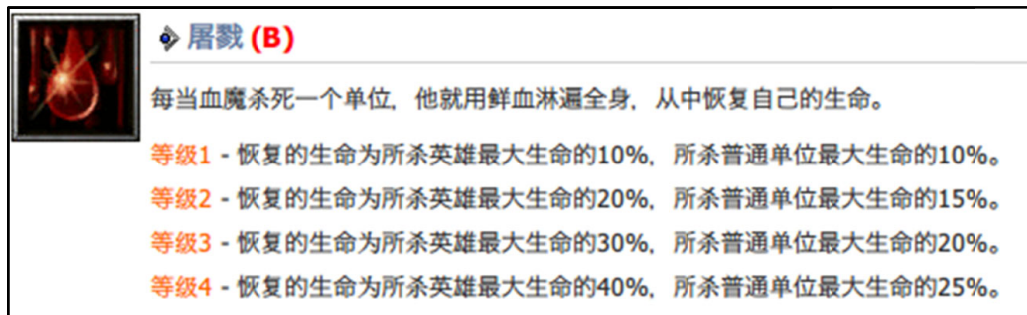 屠戮 (B)
每当血魔杀死一个单位，他就用鲜血淋遍全身，从中恢复自己的生命。
等级1 - 恢复的生命为所杀英雄最大生命的10%，所杀普通单位最大生命的10%。
等级2 - 恢复的生命为所杀英雄最大生命的20%，所杀普通单位最大生命的15%。
等级3 - 恢复的生命为所杀英雄最大生命的30%，所杀普通单位最大生命的20%。
等级4 - 恢复的生命为所杀英雄最大生命的40%，所杀普通单位最大生命的25%。